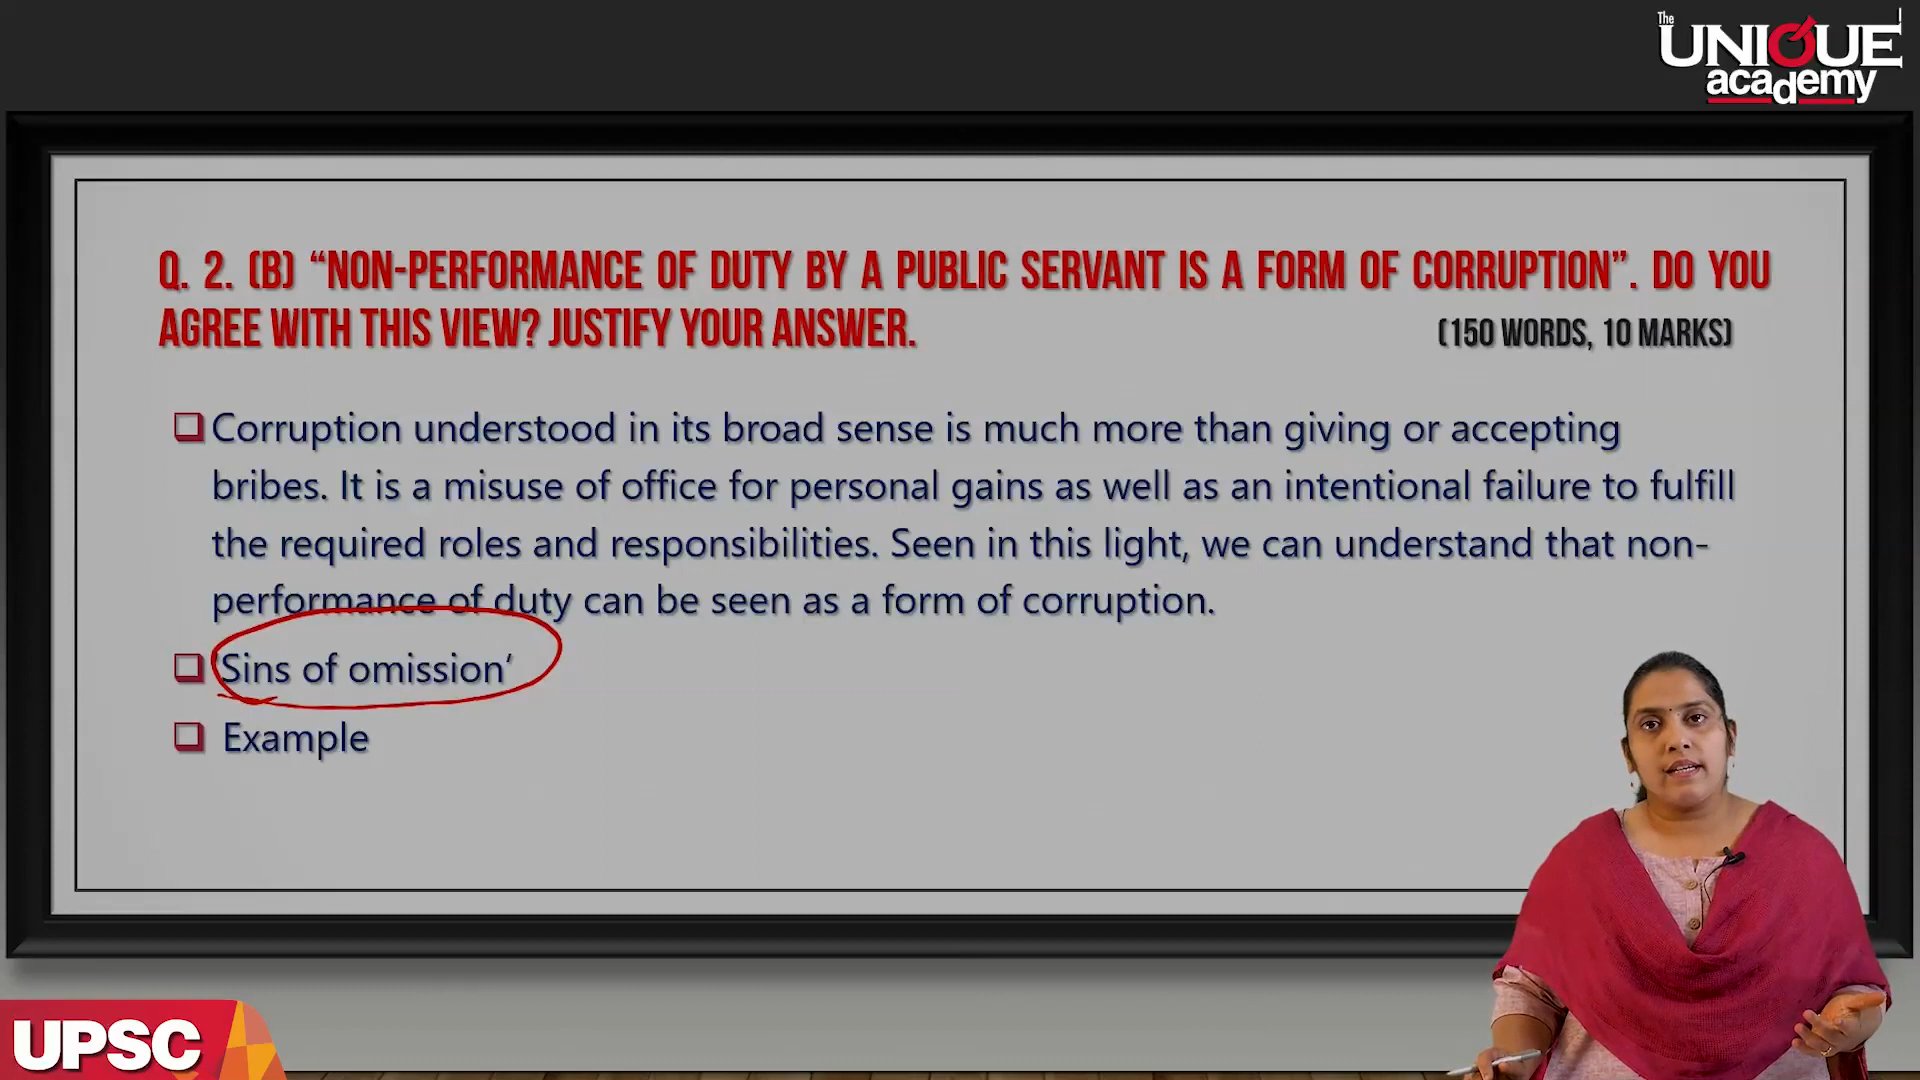 The
UNIQUE
academy
Q. 2. (B) “NON-PERFORMANCE OF DUTY BY A PUBLIC SERVANT IS A FORM OF CORRUPTION”. DO YOU
AGREE WITH THIS VIEW? JUSTIFY YOUR ANSWER. (150 WORDS, 10 MARKS)
Corruption understood in its broad sense is much more than giving or accepting
bribes. It is a misuse of office for personal gains as well as an intentional failure to fulfill
the required roles and responsibilities. Seen in this light, we can understand that non-
performance of duty can be seen as a form of corruption.
‘Sins of omission’
Example
UPSC